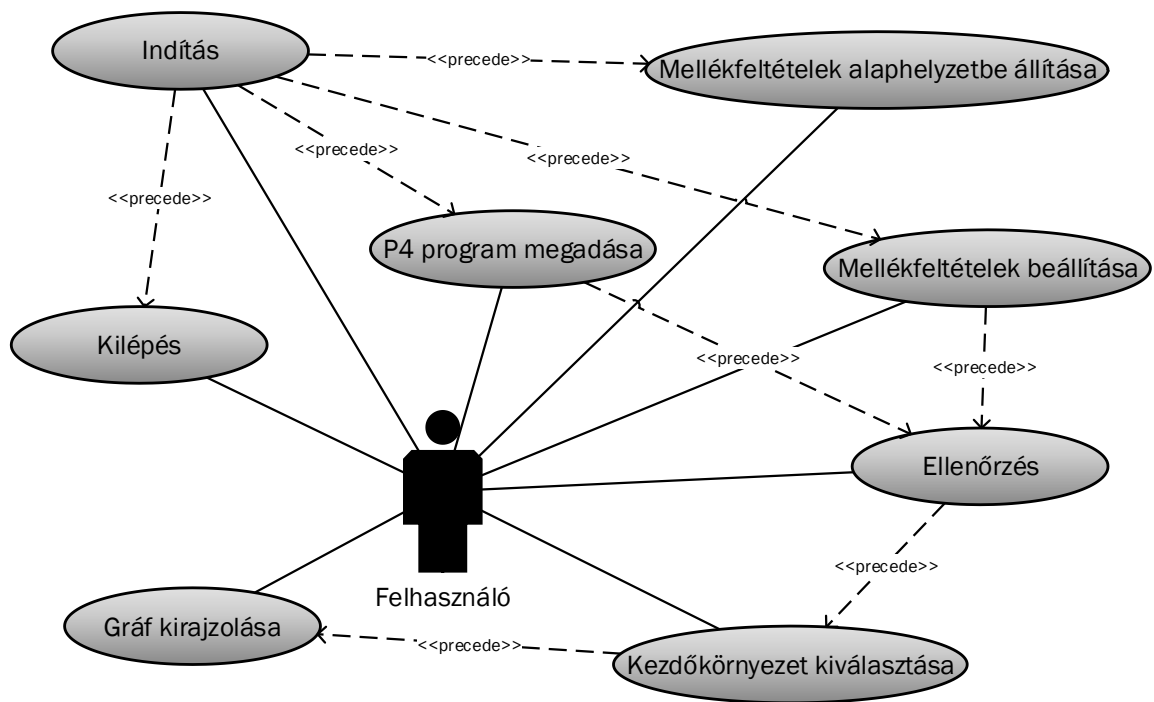 Indítás
<<precede>>
Mellékfeltételek alaphelyzetbe állítása
<<precede>>
<<precede>>
<<precede>>
P4 program megadása
Mellékfeltételek beállítása
Kilépés
<<precede>>
<<precede>>
Ellenőrzés
<<precede>>
Felhasználó
Gráf kirajzolása
<<precede>>
Kezdőkörnyezet kiválasztása